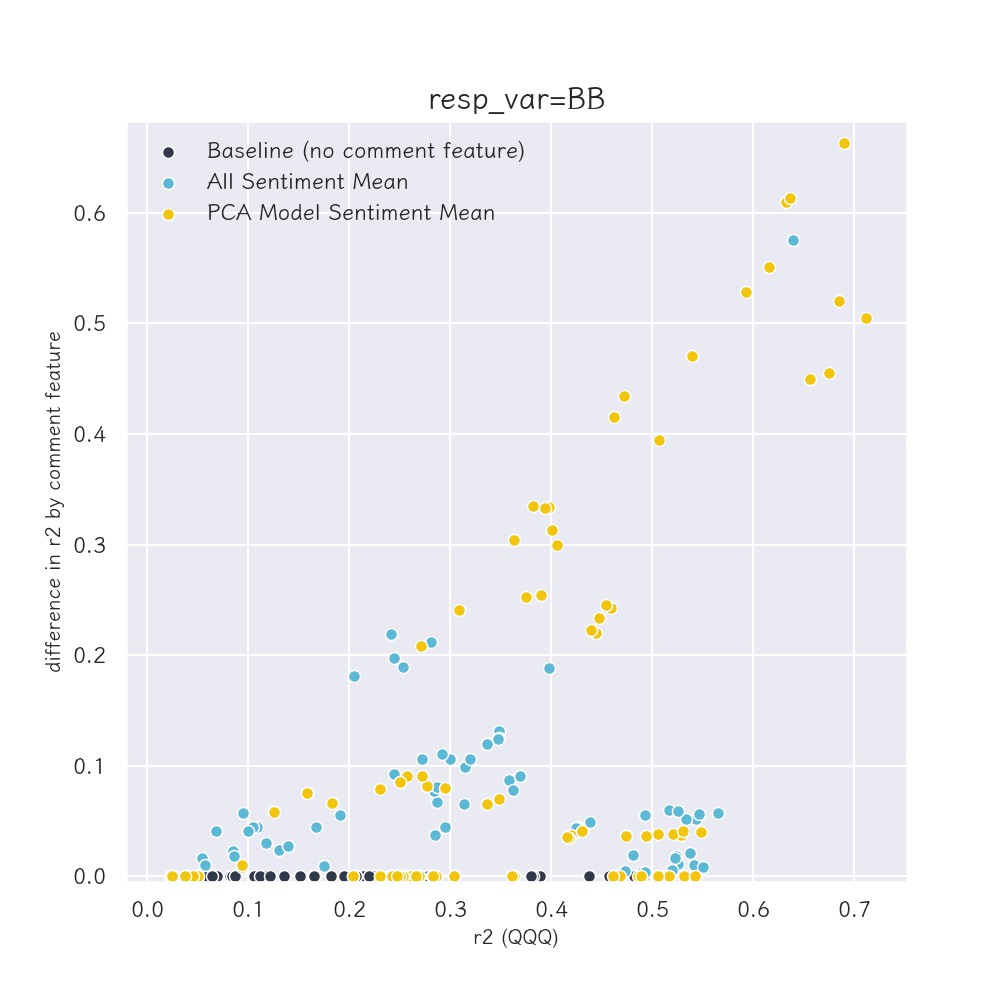 resp_var=BB
Baseline (no comment feature)
All Sentiment Mean
PCA Model Sentiment Mean
0.6
0.5
0.4
0.3
0.2
0.1
0.0
difference in r2 by comment feature
0.0 0.1 0.2 0.3 0.4 0.5 0.6 0.7
r2 (QQQ)